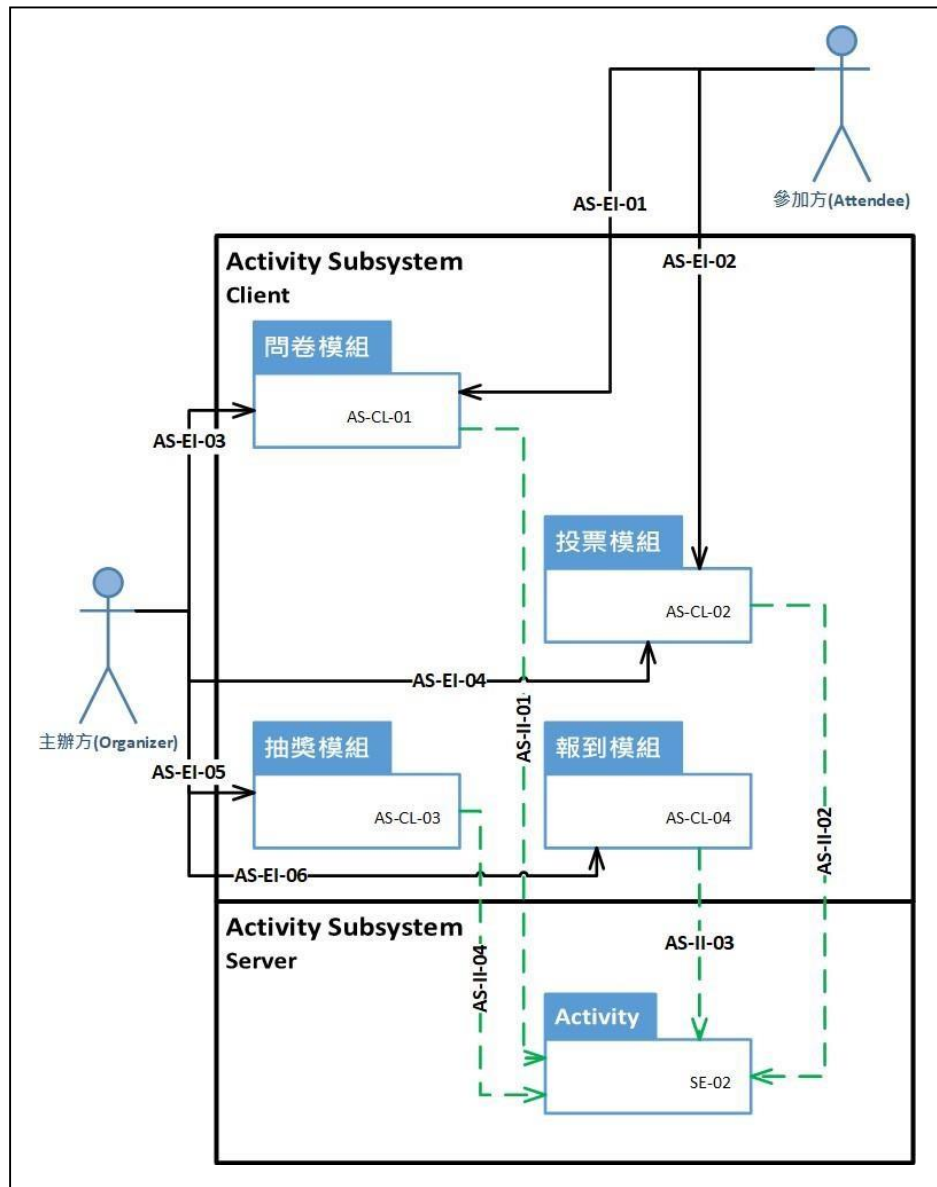 參加方(Attendee)
AS-EI-01
AS-EI-02
Activity Subsystem
Client
問卷模組
AS-CL-01
AS-EI-03
投票模組
AS-CL-02
AS-EI-04
主辦方(Organizer)
AS-II-01
AS-EI-05
抽獎模組
AS-CL-03
報到模組
AS-CL-04
AS-II-02
AS-EI-06
Activity Subsystem
Server
AS-II-03
AS-II-04
Activity
SE-02